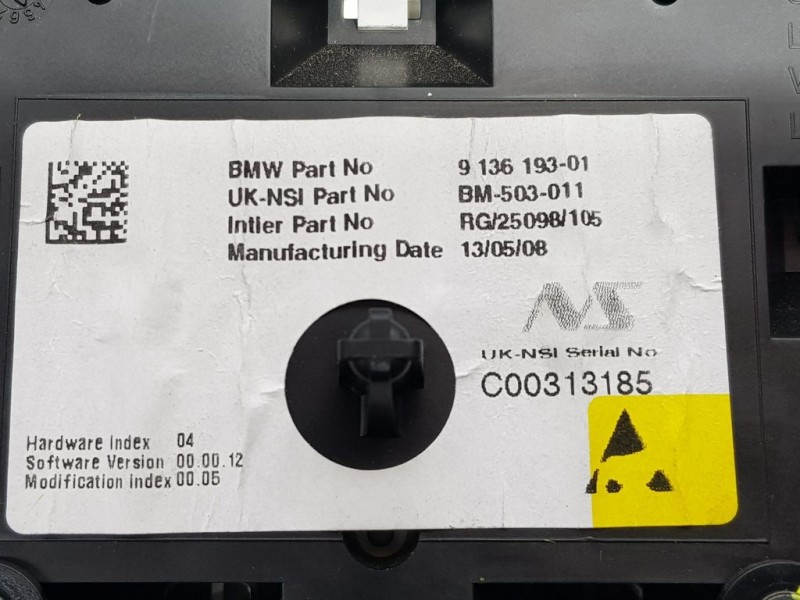 BMW Part No 9 136 193-01
UK-NSI Part No BM-503-011
Intier Part No RG/25098/105
Manufacturing Date 13/05/08
NS
UK-NSI Serial No
C00313185
Hardware Index 04
Software Version 00.00.12
Modification Index 00.05